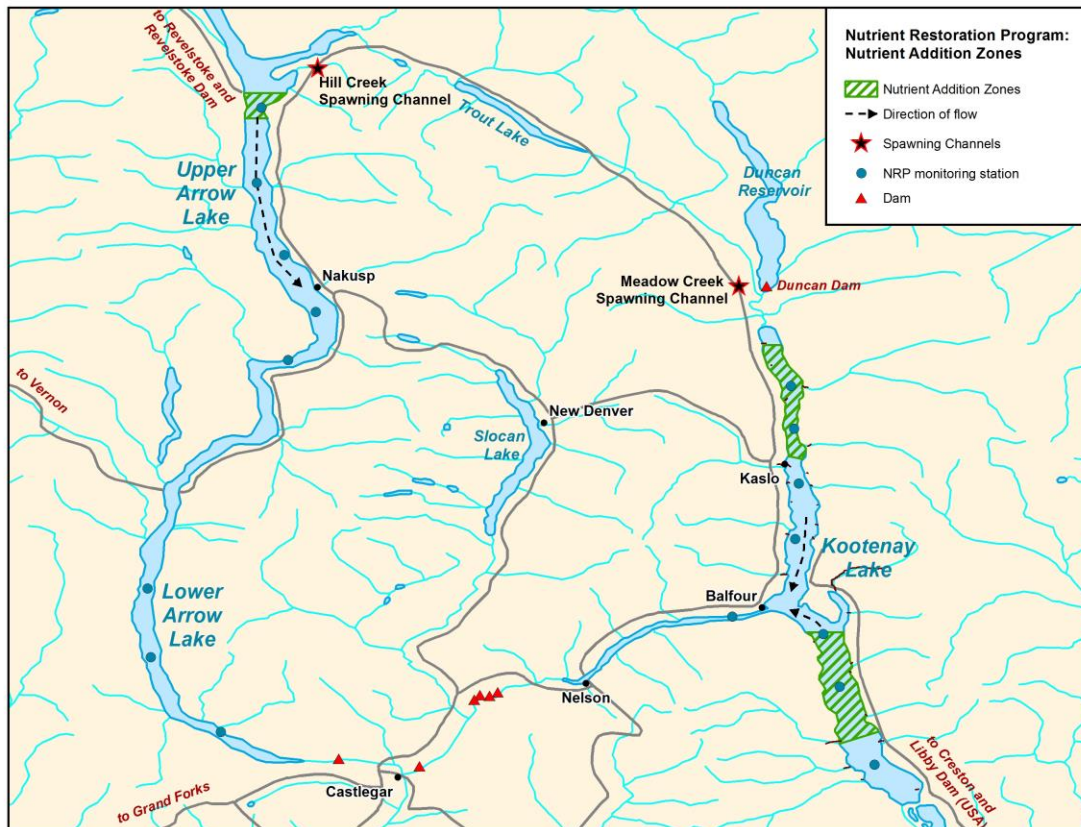 Nutrient Restoration Program:
Nutrient Addition Zones
Nutrient Addition Zones
Direction of flow
Spawning Channels
NRP monitoring station
Dam
to Revelstoke and
Revelstoke Dam
Hill Creek
Spawning Channel
Trout Lake
Upper
Arrow
Lake
Duncan
Reservoir
Nakusp
Meadow Creek
Spawning Channel
Duncan Dam
to Vernon
New Denver
Slocan
Lake
Kaslo
Kootenay
Lake
Balfour
Lower
Arrow
Lake
Nelson
Castlegar
to Grand Forks
to Creston and
Libby Dam (USA)